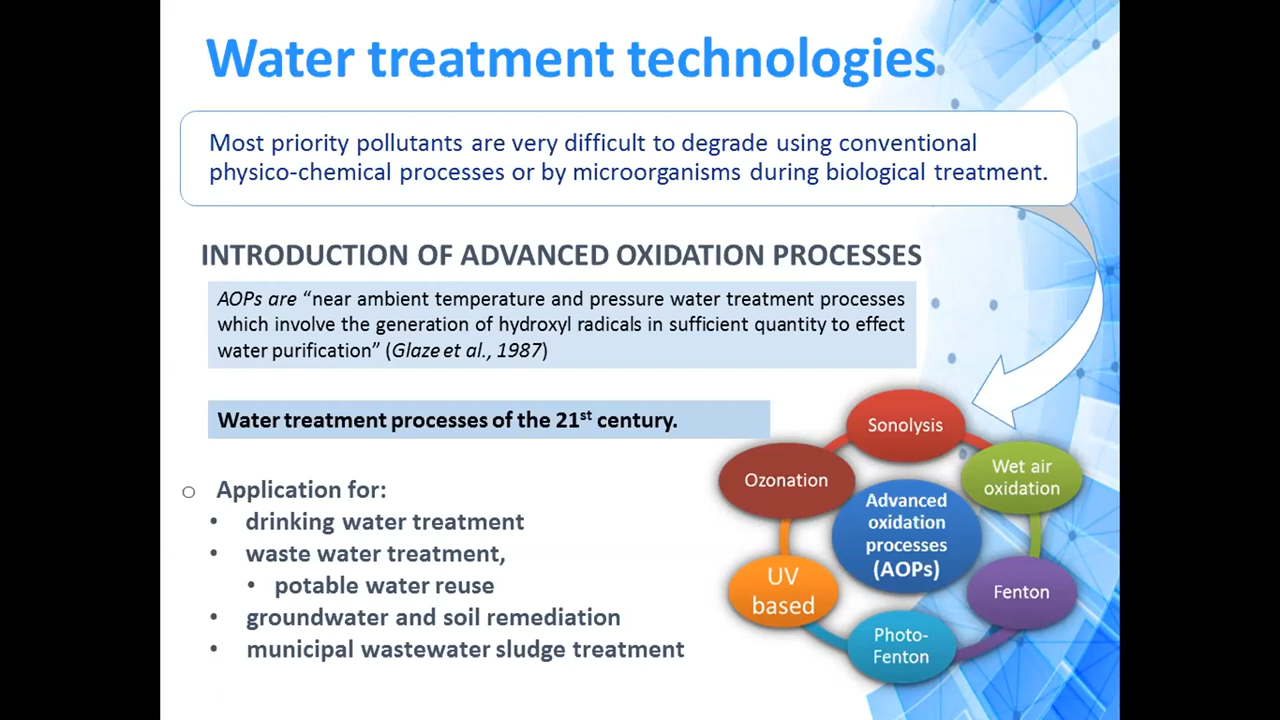 Water treatment technologies
Most priority pollutants are very difficult to degrade using conventional
physico-chemical processes or by microorganisms during biological treatment.
INTRODUCTION OF ADVANCED OXIDATION PROCESSES
AOPs are “near ambient temperature and pressure water treatment processes
which involve the generation of hydroxyl radicals in sufficient quantity to effect
water purification” (Glaze et al., 1987)
Water treatment processes of the 21st century.
○ Application for:
• drinking water treatment
• waste water treatment,
• potable water reuse
• groundwater and soil remediation
• municipal wastewater sludge treatment
Sonolysis
Wet air
oxidation
Fenton
Photo-
Fenton
UV
based
Ozonation
Advanced
oxidation
processes
(AOPs)